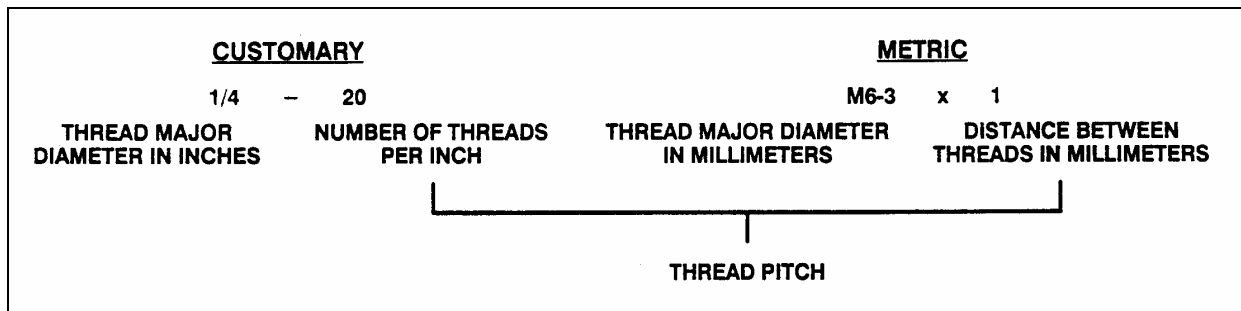 CUSTOMARY
1/4 – 20
THREAD MAJOR
DIAMETER IN INCHES
NUMBER OF THREADS
PER INCH
METRIC
M6-3 x 1
THREAD MAJOR DIAMETER
IN MILLIMETERS
DISTANCE BETWEEN
THREADS IN MILLIMETERS
THREAD PITCH